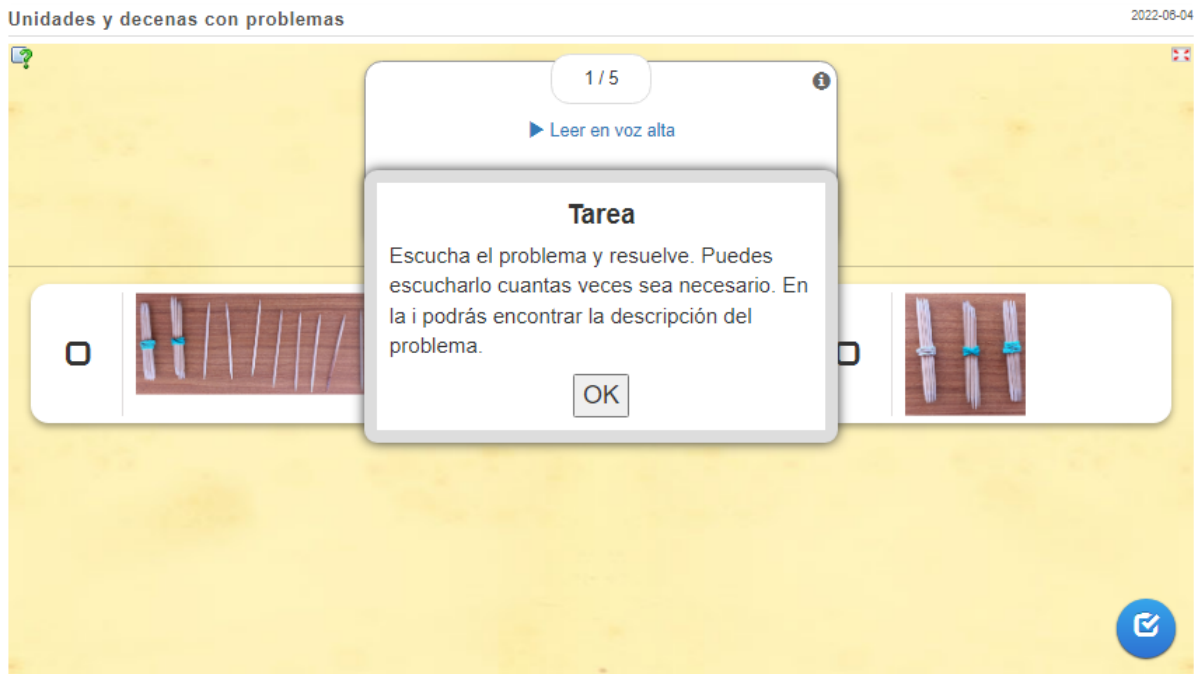 Unidades y decenas con problemas
2022-06-04
1 / 5
Leer en voz alta
Tarea
Escucha el problema y resuelve. Puedes
escucharlo cuantas veces sea necesario. En
la i podrás encontrar la descripción del
problema.
OK